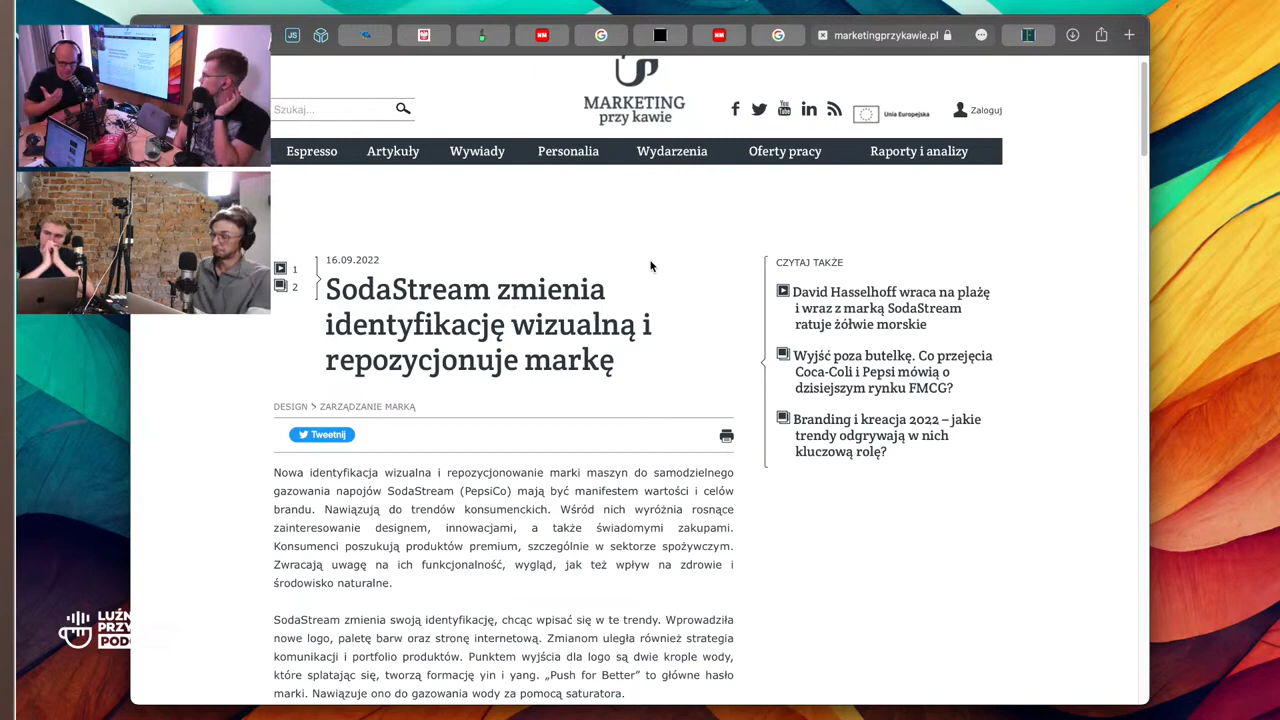 JS
marketingprzykawie.pl
Szukaj...
MARKETING
przy kawie
Unia Europejska
Zaloguj
Espresso
Artykuły
Wywiady
Personalia
Wydarzenia
Oferty pracy
Raporty i analizy
1
2
16.09.2022
SodaStream zmienia
identyfikację wizualną i
repozycjonuje markę
DESIGN > ZARZĄDZANIE MARKĄ
Tweetnij
Nowa identyfikacja wizualna i repozycjonowanie marki maszyn do samodzielnego
gazowania napojów SodaStream (PepsiCo) mają być manifestem wartości i celów
brandu. Nawiązują do trendów konsumenckich. Wśród nich wyróżnia rosnące
zainteresowanie designem, innowacjami, a także świadomymi zakupami.
Konsumenci poszukują produktów premium, szczególnie w sektorze spożywczym.
Zwracają uwagę na ich funkcjonalność, wygląd, jak też wpływ na zdrowie i
środowisko naturalne.
SodaStream zmienia swoją identyfikację, chcąc wpisać się w te trendy. Wprowadziła
nowe logo, paletę barw oraz stronę internetową. Zmianom uległa również strategia
komunikacji i portfolio produktów. Punktem wyjścia dla logo są dwie krople wody,
które splatając się, tworzą formację yin i yang. „Push for Better” to główne hasło
marki. Nawiązuje ono do gazowania wody za pomocą saturatora.
CZYTAJ TAKŻE
David Hasselhoff wraca na plażę
i wraz z marką SodaStream
ratuje żółwie morskie
Wyjść poza butelkę. Co przejęcia
Coca-Coli i Pepsi mówią o
dzisiejszym rynku FMCG?
Branding i kreacja 2022 – jakie
trendy odgrywają w nich
kluczową rolę?